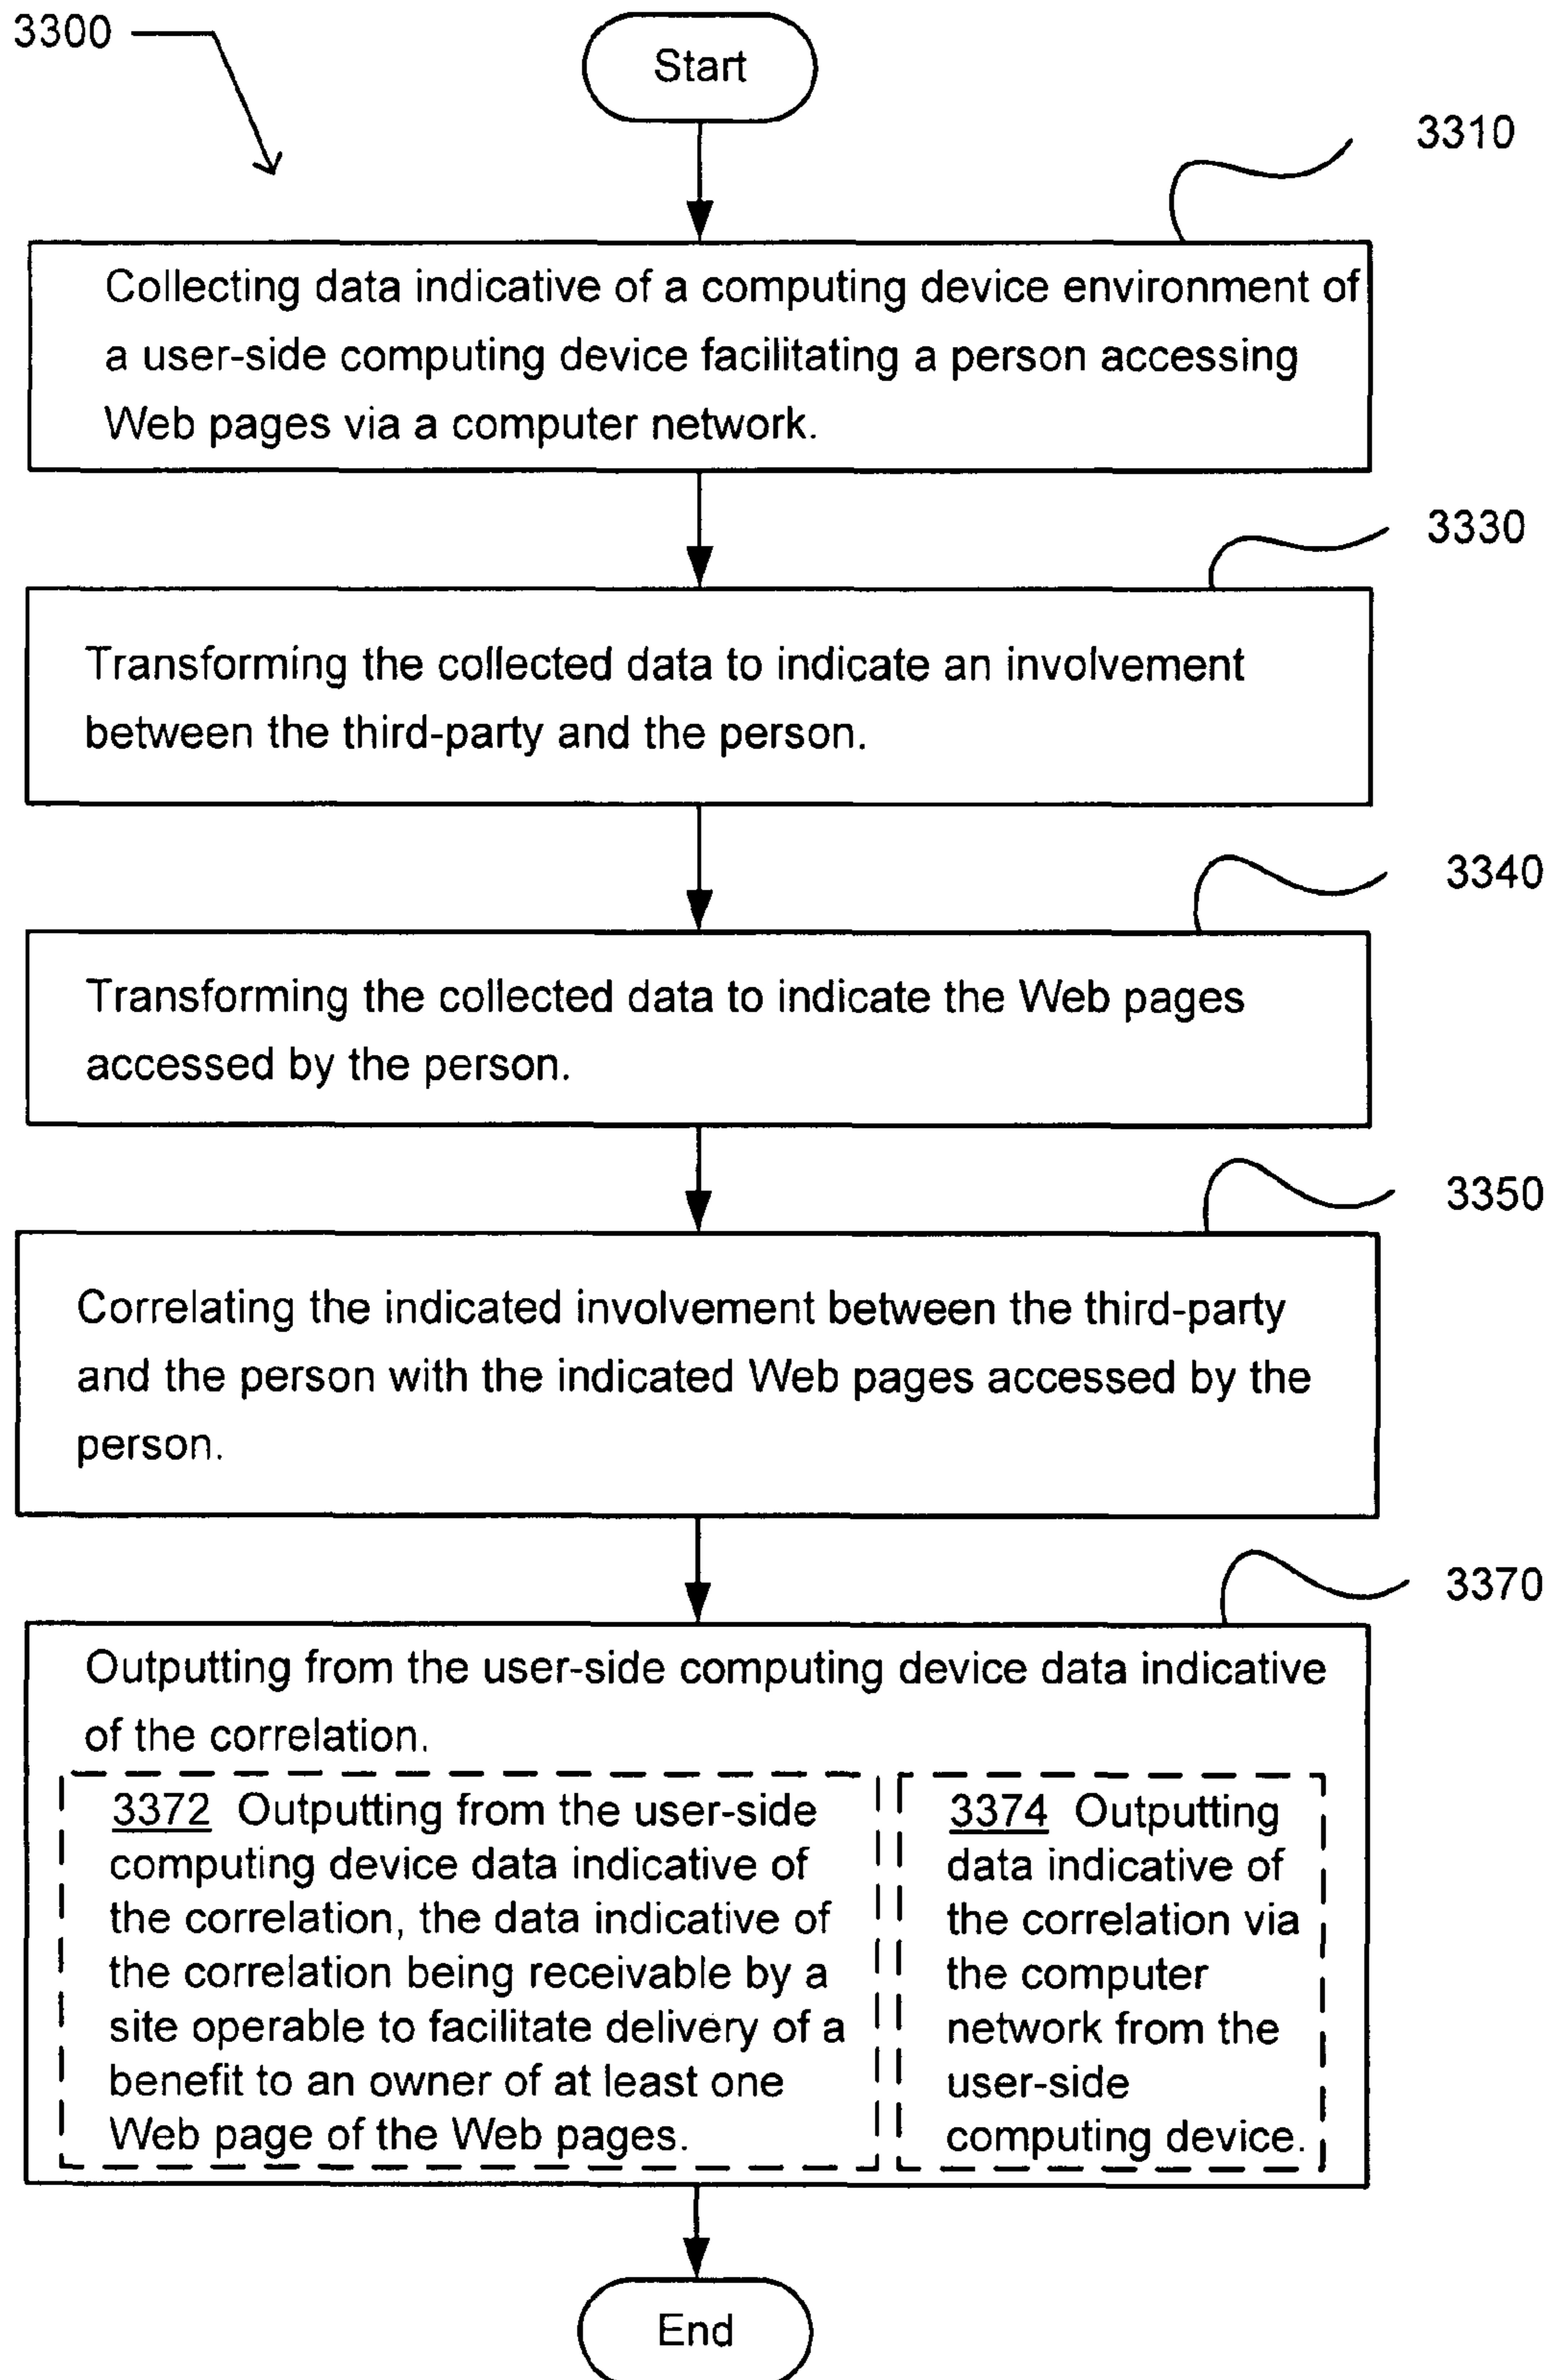 3300
Start
3310
Collecting data indicative of a computing device environment of
a user-side computing device facilitating a person accessing
Web pages via a computer network.
3330
Transforming the collected data to indicate an involvement
between the third-party and the person.
3340
Transforming the collected data to indicate the Web pages
accessed by the person.
3350
Correlating the indicated involvement between the third-party
and the person with the indicated Web pages accessed by the
person.
3370
Outputting from the user-side computing device data indicative
of the correlation.
3372 Outputting from the user-side
computing device data indicative of
the correlation, the data indicative of
the correlation being receivable by a
site operable to facilitate delivery of a
benefit to an owner of at least one
Web page of the Web pages.
3374 Outputting
data indicative of
the correlation via
the computer
network from the
user-side
computing device.
End